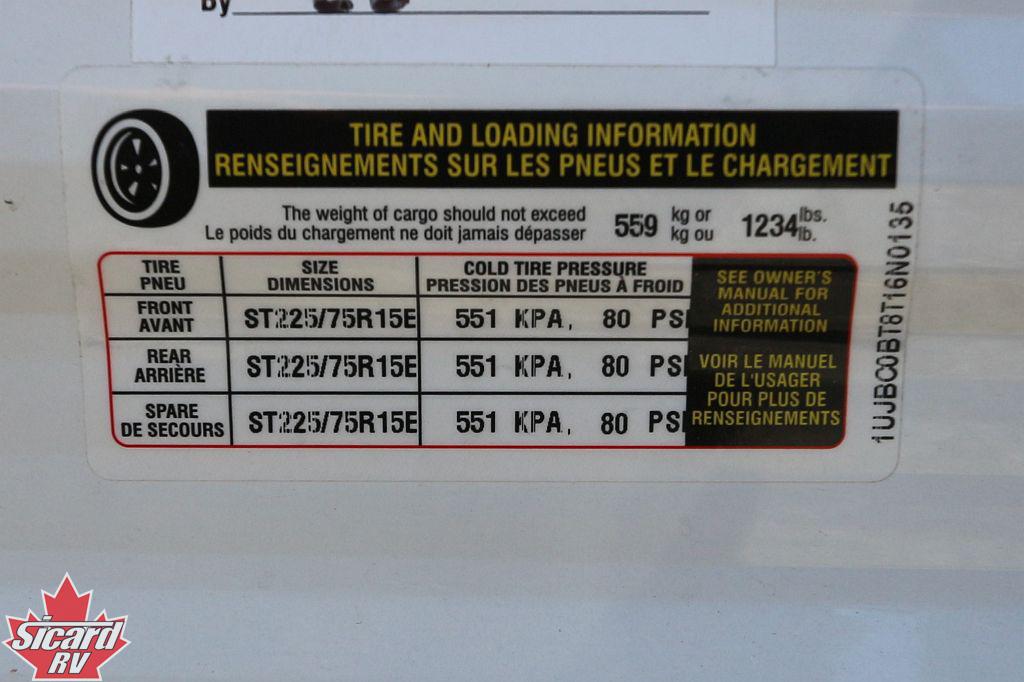 By
TIRE AND LOADING INFORMATION
RENSEIGNEMENTS SUR LES PNEUS ET LE CHARGEMENT
The weight of cargo should not exceed 559 kg or 1234 lbs.
Le poids du chargement ne doit jamais dépasser kg ou lb.
TIRE SIZE COLD TIRE PRESSURE
PNEU DIMENSIONS PRESSION DES PNEUS À FROID
FRONT
AVANT
ST225/75R15E 551 KPA, 80 PSI
REAR
ARRIÈRE
ST225/75R15E 551 KPA, 80 PSI
SPARE
DE SECOURS
ST225/75R15E 551 KPA, 80 PSI
SEE OWNER'S
MANUAL FOR
ADDITIONAL
INFORMATION
VOIR LE MANUEL
DE L'USAGER
POUR PLUS DE
RENSEIGNEMENTS
1UJBC0BT8T16N0135
Sicard
RV